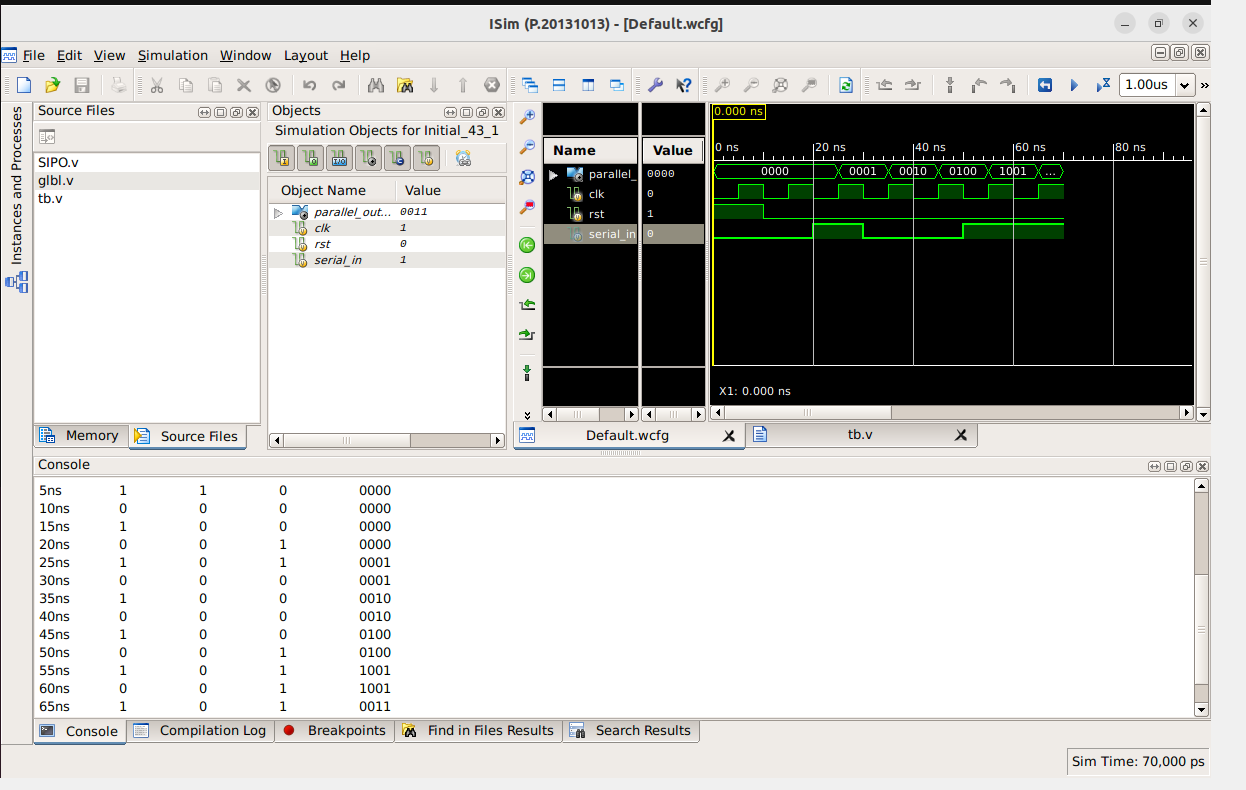 ISim (P.20131013) - [Default.wcfg]
File Edit View Simulation Window Layout Help
1.00us
»
Instances and Processes
Source Files
SIPO.v
glbl.v
tb.v
Memory
Source Files
Objects
Simulation Objects for Initial_43_1
Object Name Value
parallel_out... 0011
clk 1
rst 0
serial_in 1
Name Value
parallel_ 0000
clk 0
rst 1
serial_in 0
0.000 ns
0 ns 20 ns 40 ns 60 ns 80 ns
0000 0001 0010 0100 1001 ...
X1: 0.000 ns
Default.wcfg
tb.v
Console
5ns 1 1 0 0000
10ns 0 0 0 0000
15ns 1 0 0 0000
20ns 0 0 1 0000
25ns 1 0 1 0001
30ns 0 0 0 0001
35ns 1 0 0 0010
40ns 0 0 0 0010
45ns 1 0 0 0100
50ns 0 0 1 0100
55ns 1 0 1 1001
60ns 0 0 1 1001
65ns 1 0 1 0011
Console Compilation Log Breakpoints Find in Files Results Search Results
Sim Time: 70,000 ps